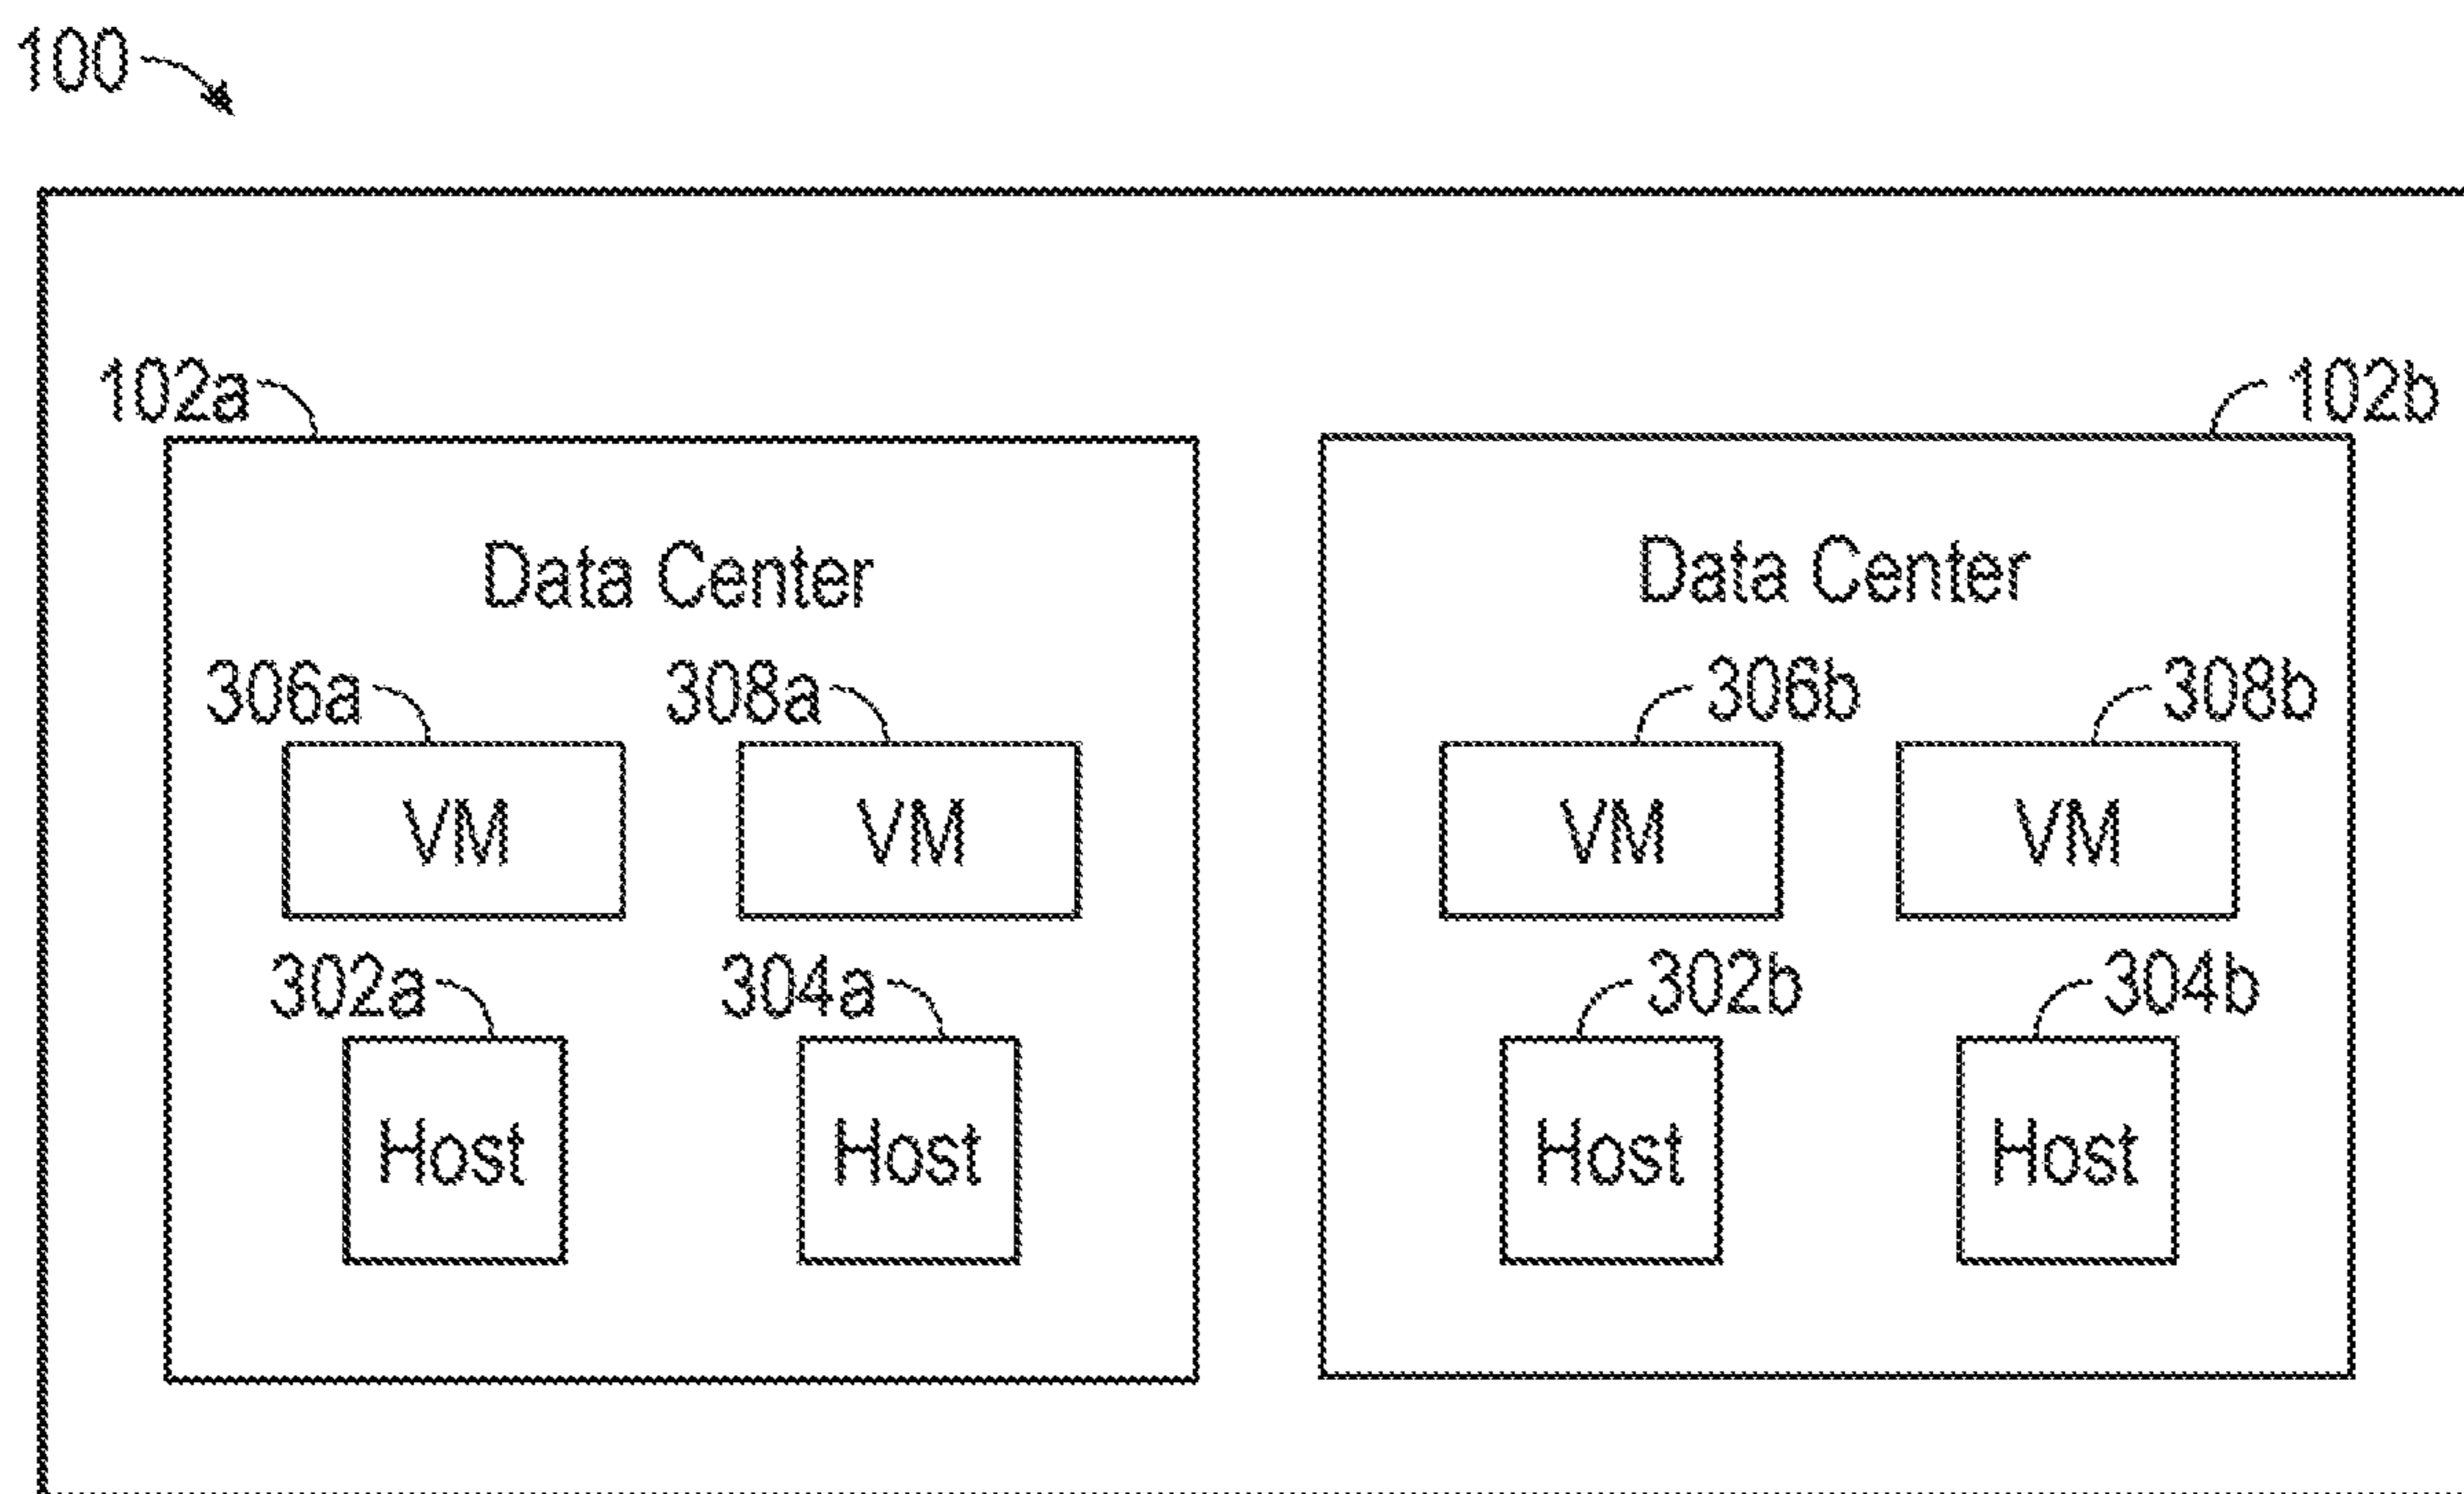 100
102a 102b
Data Center Data Center
306a 308a 306b 308b
VM VM VM VM
302a 304a 302b 304b
Host Host Host Host